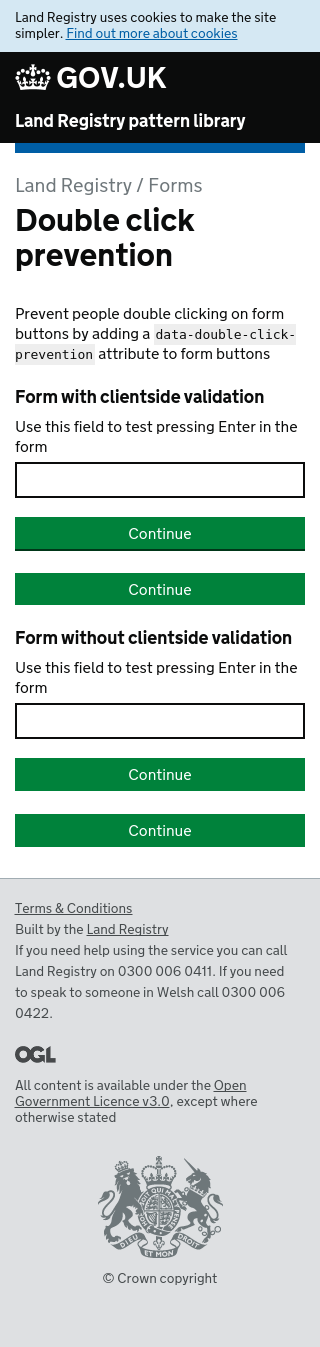 Land Registry uses cookies to make the site
simpler. Find out more about cookies
GOV.UK
Land Registry pattern library
Land Registry / Forms
Double click
prevention
Prevent people double clicking on form
buttons by adding a data-double-click-
prevention attribute to form buttons
Form with clientside validation
Use this field to test pressing Enter in the
form
Continue
Continue
Form without clientside validation
Use this field to test pressing Enter in the
form
Continue
Continue
Terms & Conditions
Built by the Land Registry
If you need help using the service you can call
Land Registry on 0300 006 0411. If you need
to speak to someone in Welsh call 0300 006
0422.
OGL
All content is available under the Open
Government Licence v3.0, except where
otherwise stated
DIEU ET MON DROIT
© Crown copyright